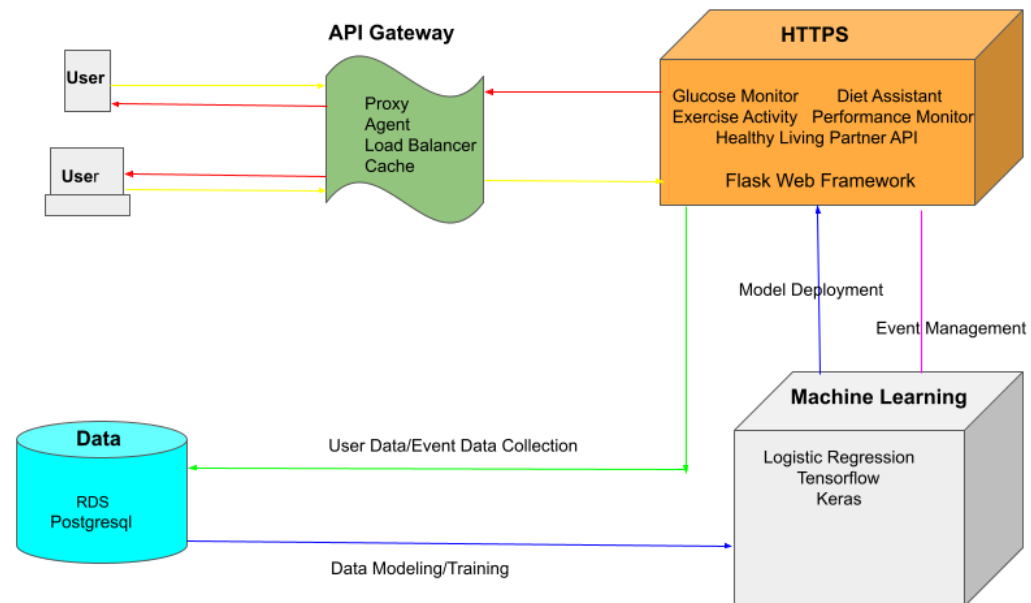 API Gateway
HTTPS
User
Proxy
Agent
Load Balancer
Cache
User
Glucose Monitor Diet Assistant
Exercise Activity Performance Monitor
Healthy Living Partner API
Flask Web Framework
Model Deployment
Event Management
Machine Learning
Logistic Regression
Tensorflow
Keras
Data
RDS
Postgresql
User Data/Event Data Collection
Data Modeling/Training